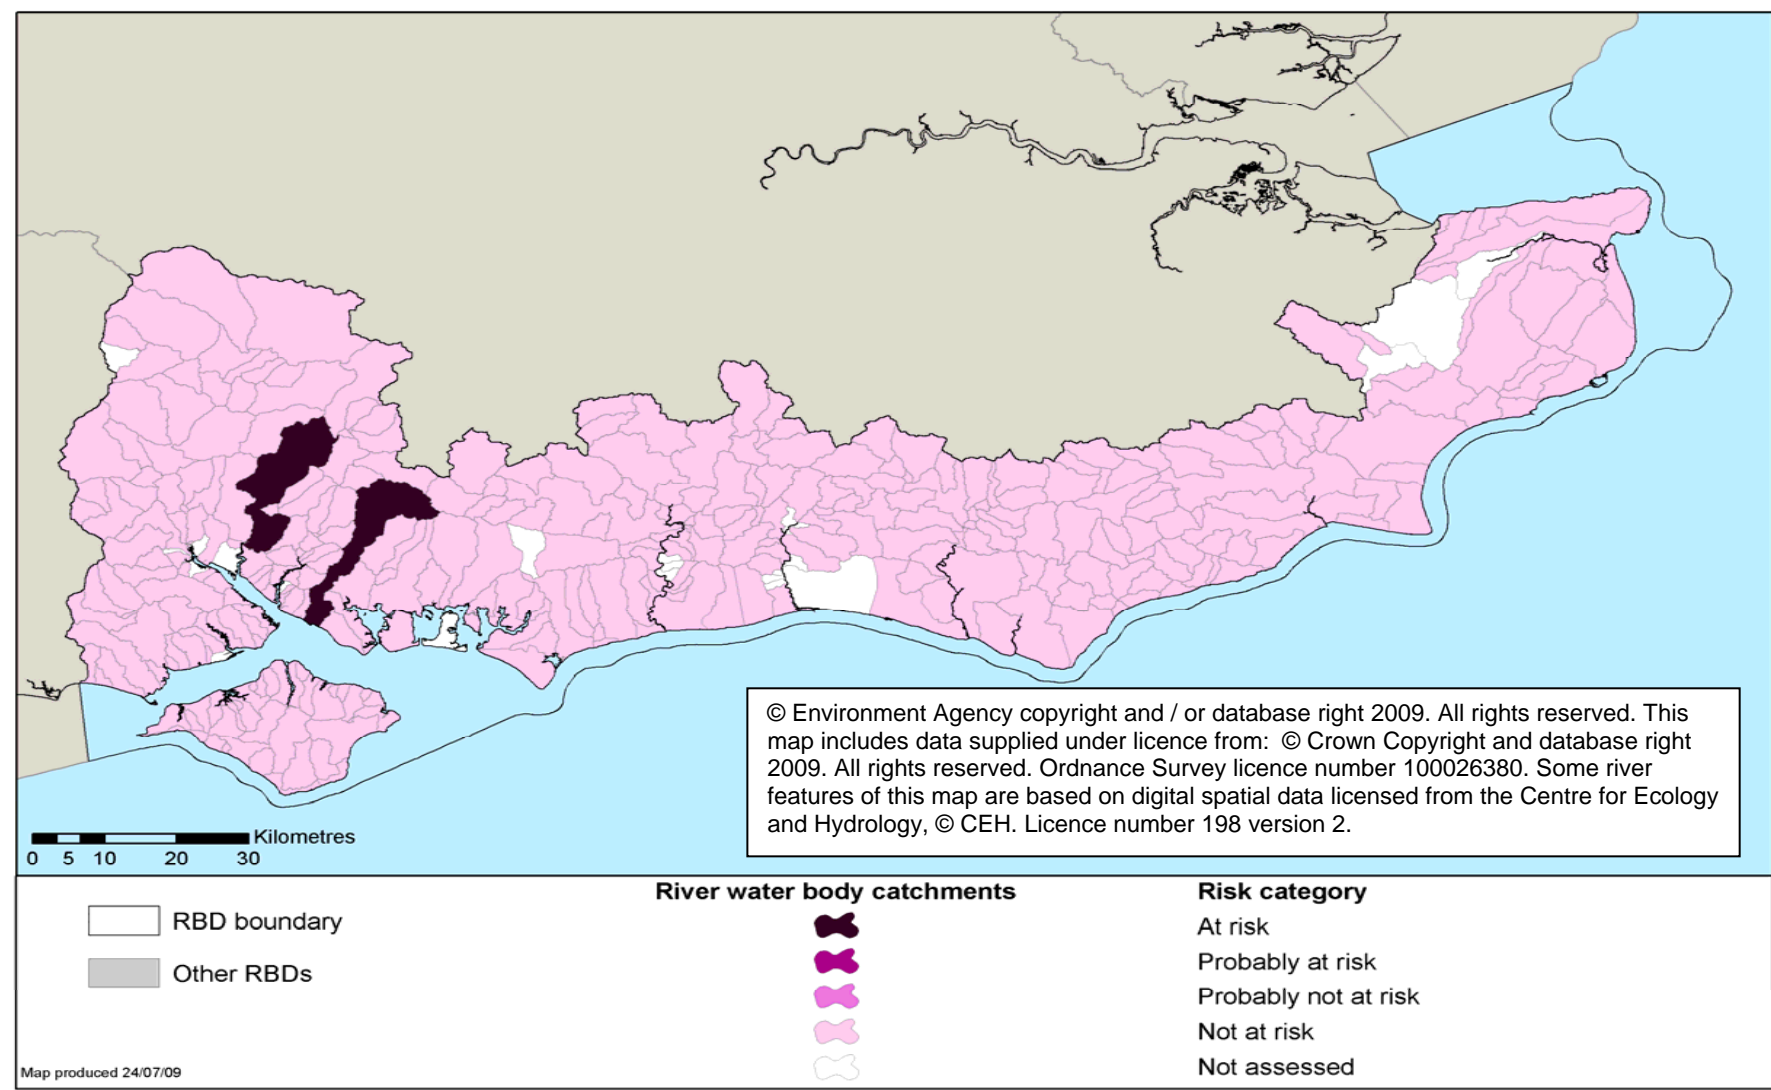 © Environment Agency copyright and / or database right 2009. All rights reserved. This
map includes data supplied under licence from: © Crown Copyright and database right
2009. All rights reserved. Ordnance Survey licence number 100026380. Some river
features of this map are based on digital spatial data licensed from the Centre for Ecology
and Hydrology, © CEH. Licence number 198 version 2.
Kilometres
0 5 10 20 30
RBD boundary
Other RBDs
River water body catchments
Risk category
At risk
Probably at risk
Probably not at risk
Not at risk
Not assessed
Map produced 24/07/09